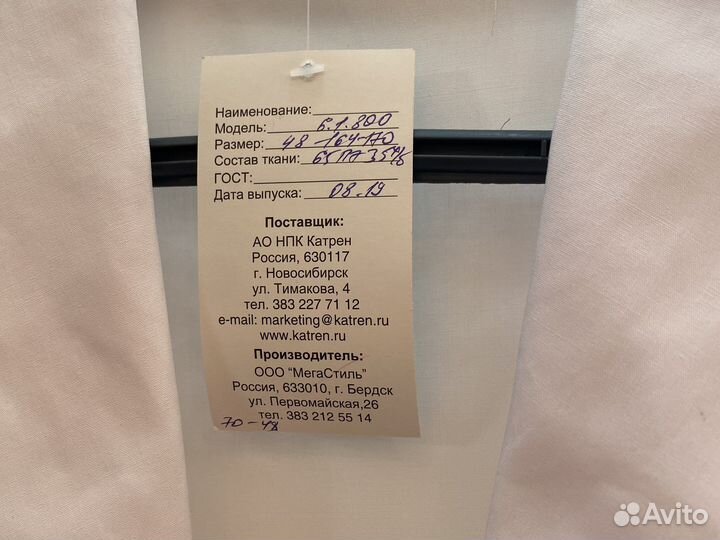 Наименование:
Модель: 6.1.800
Размер: 48 -164-170
Состав ткани: 65 ПЭ 35%
ГОСТ:
Дата выпуска: 08.19
Поставщик:
АО НПК Катрен
Россия, 630117
г. Новосибирск
ул. Тимакова, 4
тел. 383 227 71 12
e-mail: marketing@katren.ru
www.katren.ru
Производитель:
ООО “МегаСтиль”
Россия, 633010, г. Бердск
ул. Первомайская,26
тел. 383 212 55 14
70-48
Avito